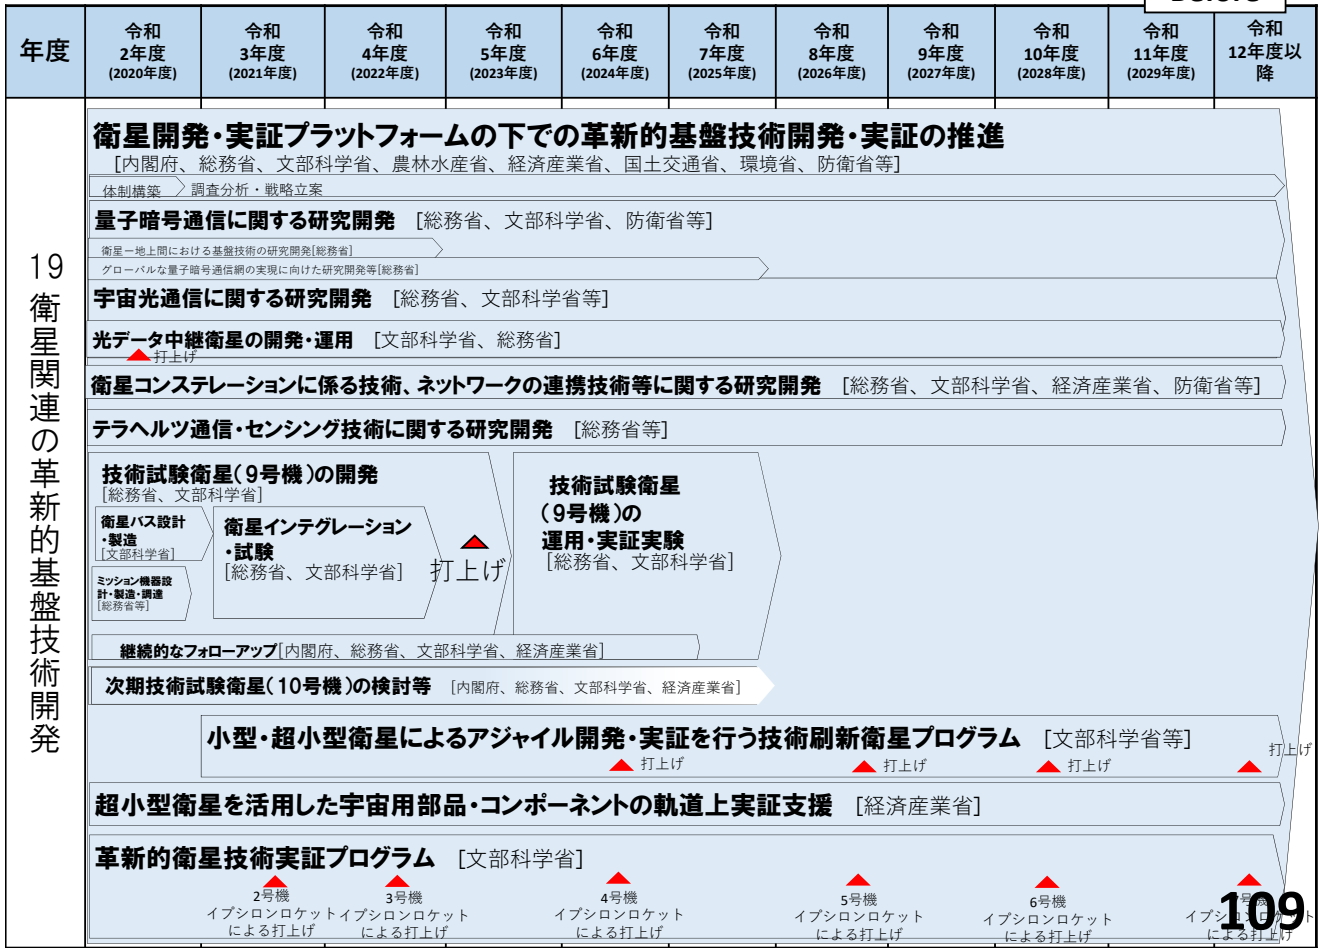 年度
令和
2年度
(2020年度)
令和
3年度
(2021年度)
令和
4年度
(2022年度)
令和
5年度
(2023年度)
令和
6年度
(2024年度)
令和
7年度
(2025年度)
令和
8年度
(2026年度)
令和
9年度
(2027年度)
令和
10年度
(2028年度)
令和
11年度
(2029年度)
令和
12年度以
降
19衛星関連の革新的基盤技術開発
衛星開発・実証プラットフォームの下での革新的基盤技術開発・実証の推進
[内閣府、総務省、文部科学省、農林水産省、経済産業省、国土交通省、環境省、防衛省等]
体制構築 調査分析・戦略立案
量子暗号通信に関する研究開発 [総務省、文部科学省、防衛省等]
衛星ー地上間における基盤技術の研究開発[総務省]
グローバルな量子暗号通信網の実現に向けた研究開発等[総務省]
宇宙光通信に関する研究開発 [総務省、文部科学省等]
光データ中継衛星の開発・運用 [文部科学省、総務省]
打上げ
衛星コンステレーションに係る技術、ネットワークの連携技術等に関する研究開発 [総務省、文部科学省、経済産業省、防衛省等]
テラヘルツ通信・センシング技術に関する研究開発 [総務省等]
技術試験衛星(9号機)の開発
[総務省、文部科学省]
衛星バス設計
・製造
[文部科学省]
ミッション機器設
計・製造・調達
[総務省等]
衛星インテグレーション
・試験
[総務省、文部科学省]
打上げ
技術試験衛星
(9号機)の
運用・実証実験
[総務省、文部科学省]
継続的なフォローアップ[内閣府、総務省、文部科学省、経済産業省]
次期技術試験衛星(10号機)の検討等 [内閣府、総務省、文部科学省、経済産業省]
小型・超小型衛星によるアジャイル開発・実証を行う技術刷新衛星プログラム [文部科学省等]
打上げ
打上げ
打上げ
打上げ
超小型衛星を活用した宇宙用部品・コンポーネントの軌道上実証支援 [経済産業省]
革新的衛星技術実証プログラム [文部科学省]
2号機
イプシロンロケット
による打上げ
3号機
イプシロンロケット
による打上げ
4号機
イプシロンロケット
による打上げ
5号機
イプシロンロケット
による打上げ
6号機
イプシロンロケット
による打上げ
による打上げ
109